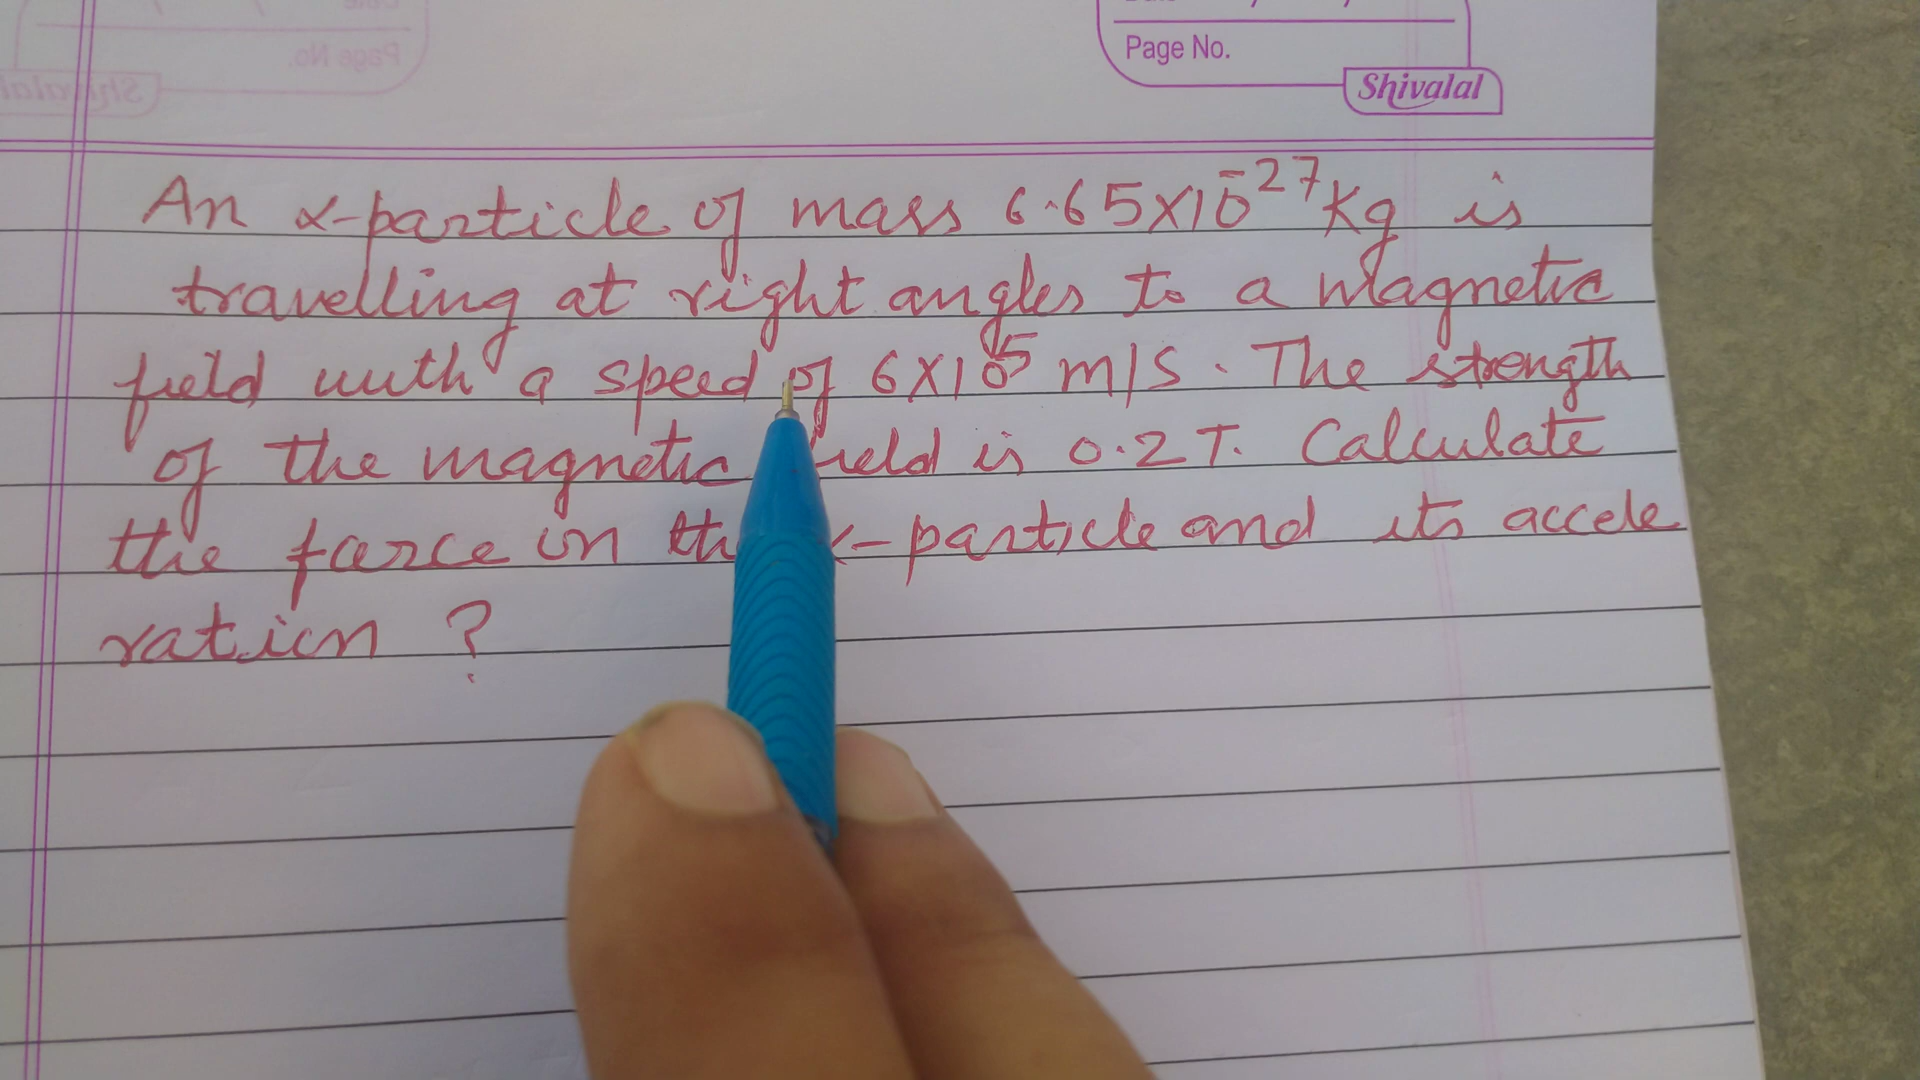 Page No.
Shivalal
An α-particle of mass 6.65×10⁻²⁷ Kg is
travelling at right angles to a magnetic
field with a speed of 6×10⁵ m/s. The strength
of the magnetic field is 0.2 T. Calculate
the force on the α-particle and its accele
ration ?